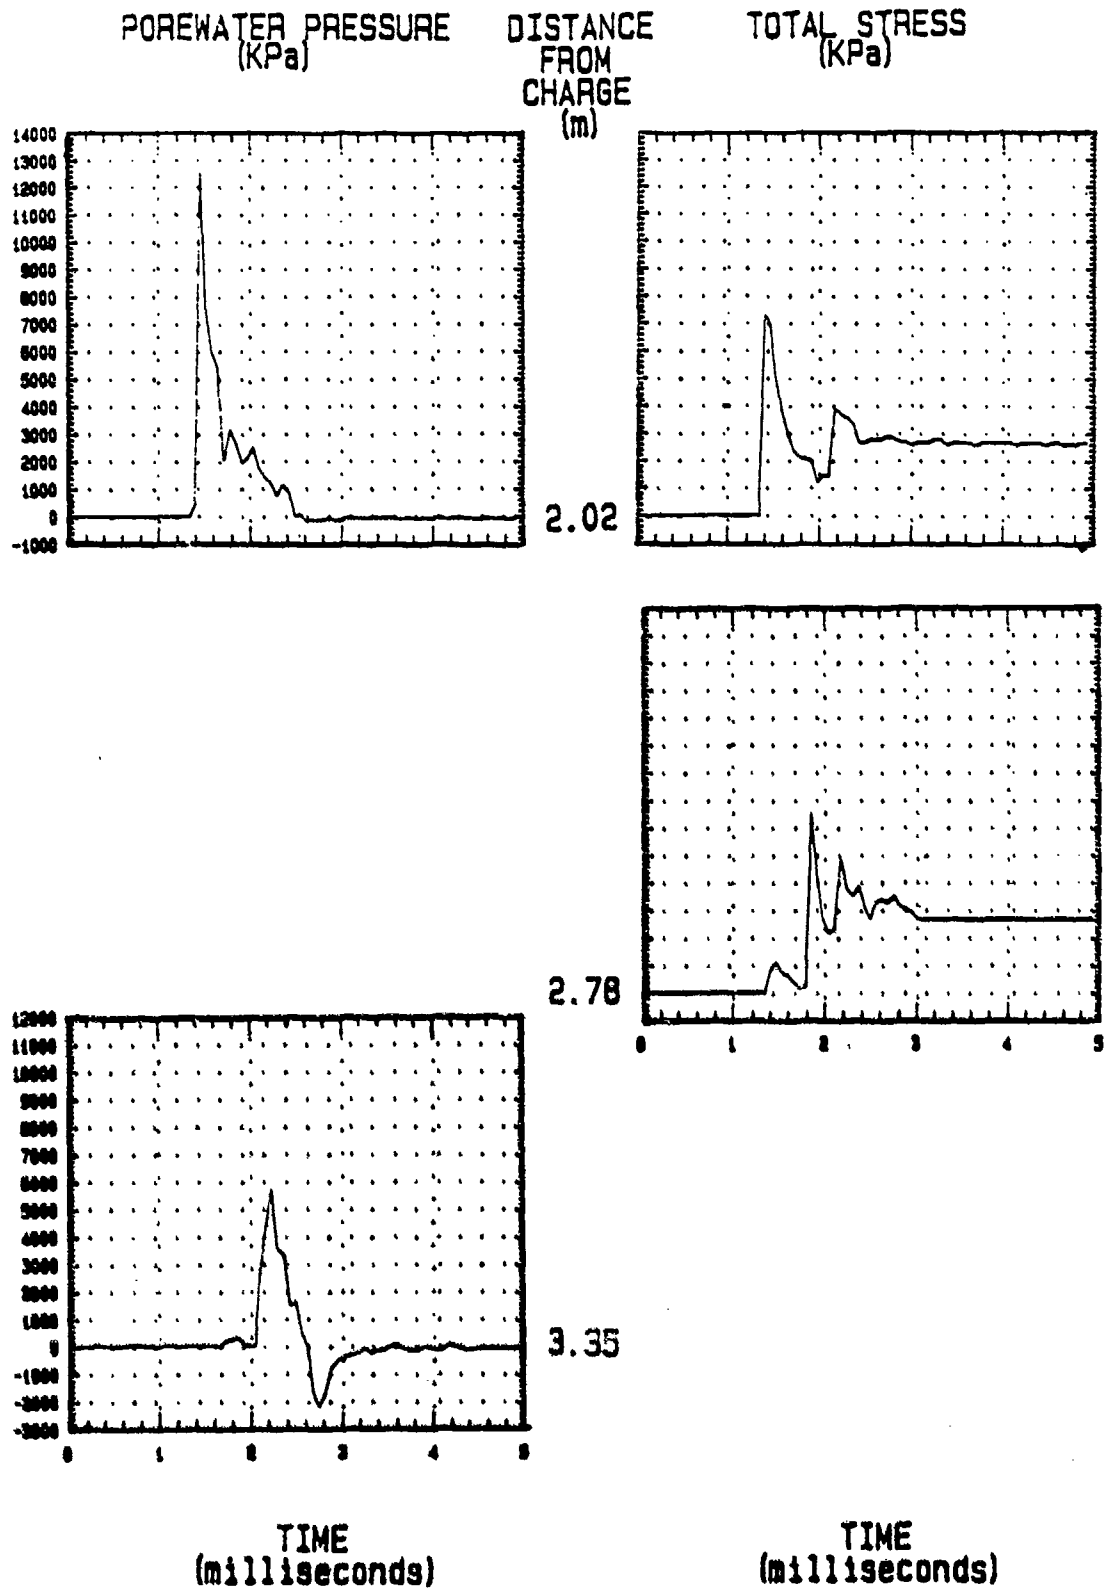 POREWATER PRESSURE
(KPa)
DISTANCE
FROM
CHARGE
(m)
TOTAL STRESS
(KPa)
14000
13000
12000
11000
10000
9000
8000
7000
6000
5000
4000
3000
2000
1000
0
-1000
2.02
2.78
0 1 2 3 4 5
12000
11000
10000
9000
8000
7000
6000
5000
4000
3000
2000
1000
0
-1000
-2000
-3000
3.35
0 1 2 3 4 5
TIME
(milliseconds)
TIME
(milliseconds)